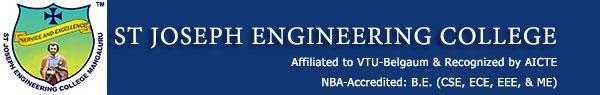 TM
SERVICE AND EXCELLENCE
ST JOSEPH ENGINEERING COLLEGE MANGALURU
ST JOSEPH ENGINEERING COLLEGE
Affiliated to VTU-Belgaum & Recognized by AICTE
NBA-Accredited: B.E. (CSE, ECE, EEE, & ME)